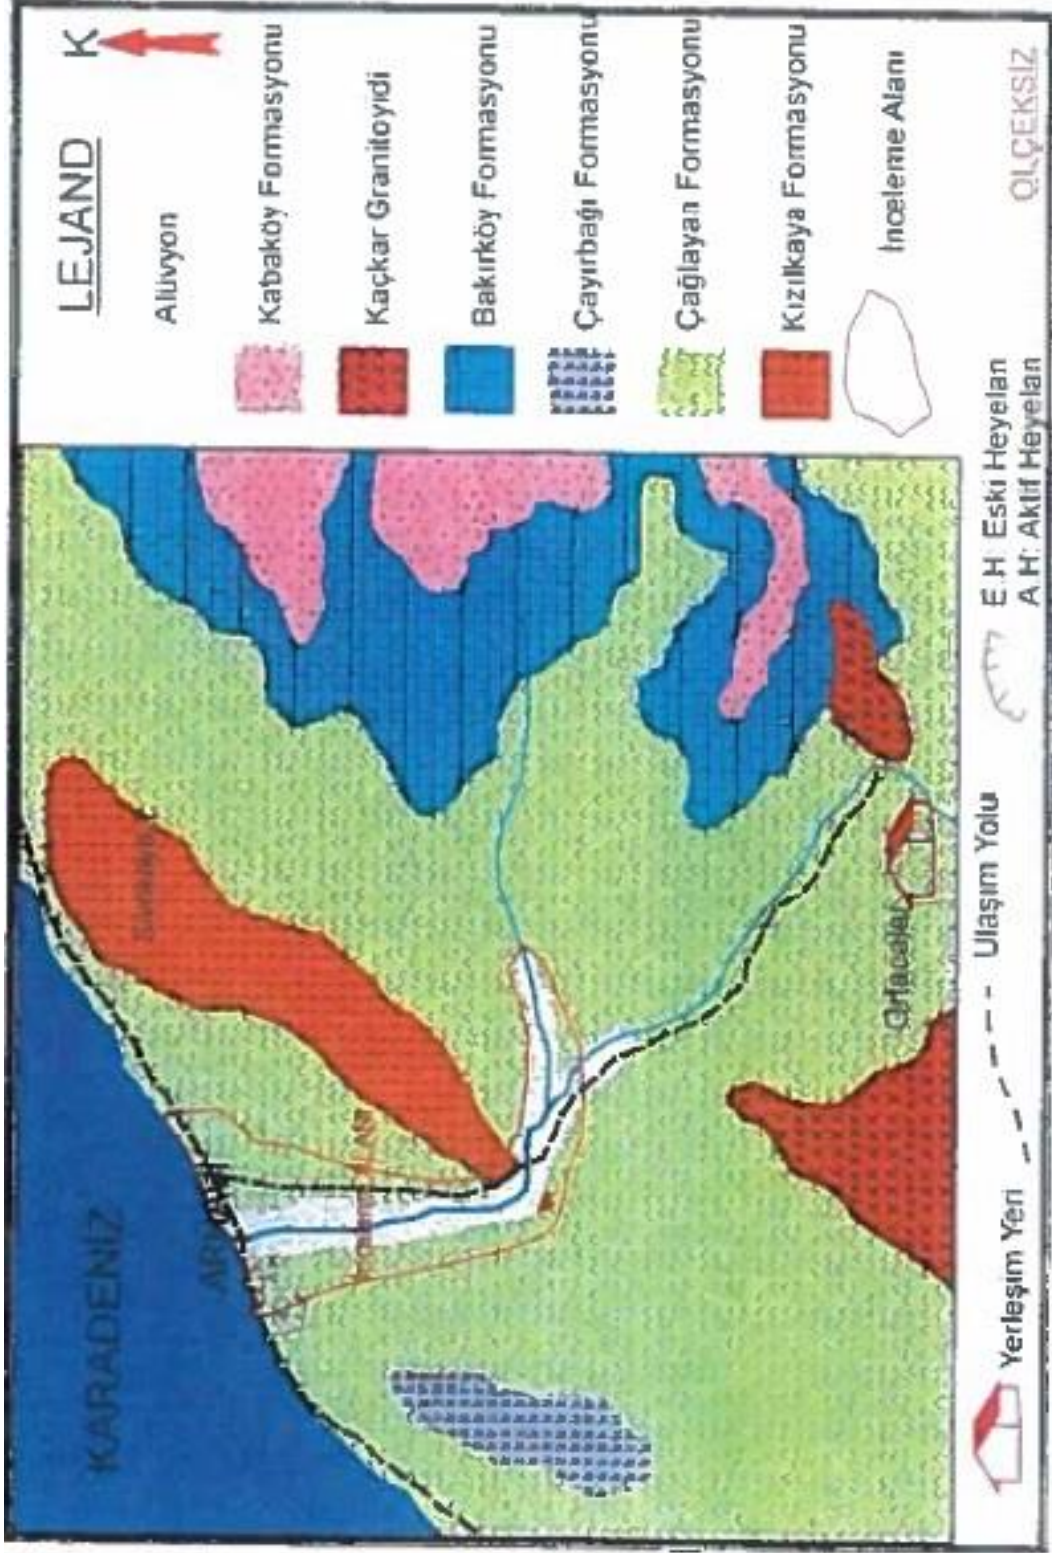 KARADENİZ
LEJAND
K
Alüvyon
Kabaköy Formasyonu
Kaçkar Granitoyidi
Bakırköy Formasyonu
Çayırbağı Formasyonu
Çağlayan Formasyonu
Kızılkaya Formasyonu
İnceleme Alanı
ÖLÇEKSİZ
Yerleşim Yeri
Ulaşım Yolu
E.H Eski Heyelan
A.H: Aktif Heyelan